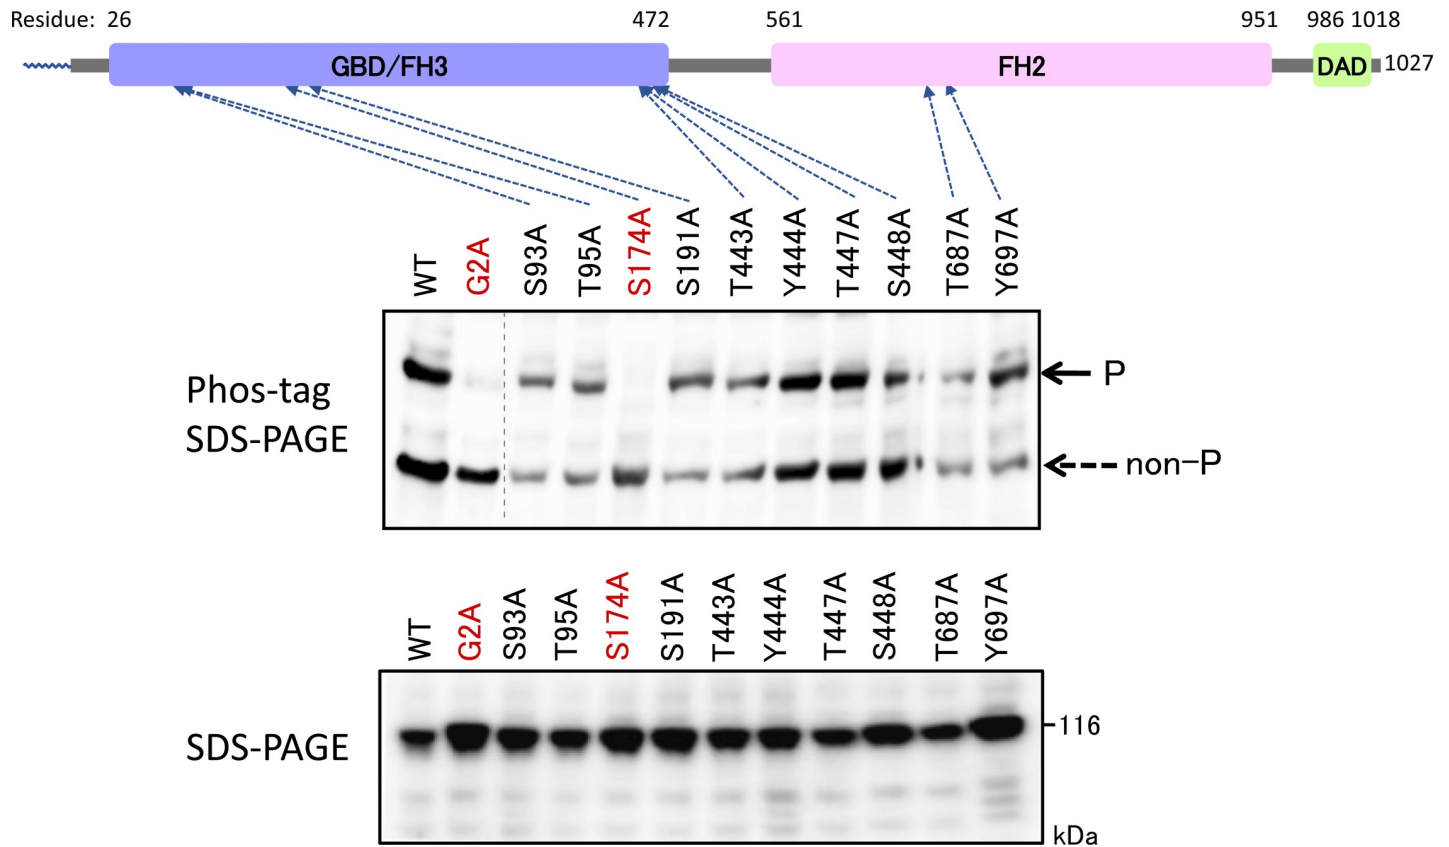 Residue: 26 472 561 951 986 1018
GBD/FH3 FH2 DAD 1027
WT G2A S93A T95A S174A S191A T443A Y444A T447A S448A T687A Y697A
Phos-tag
SDS-PAGE
P
non-P
WT G2A S93A T95A S174A S191A T443A Y444A T447A S448A T687A Y697A
SDS-PAGE
116
kDa